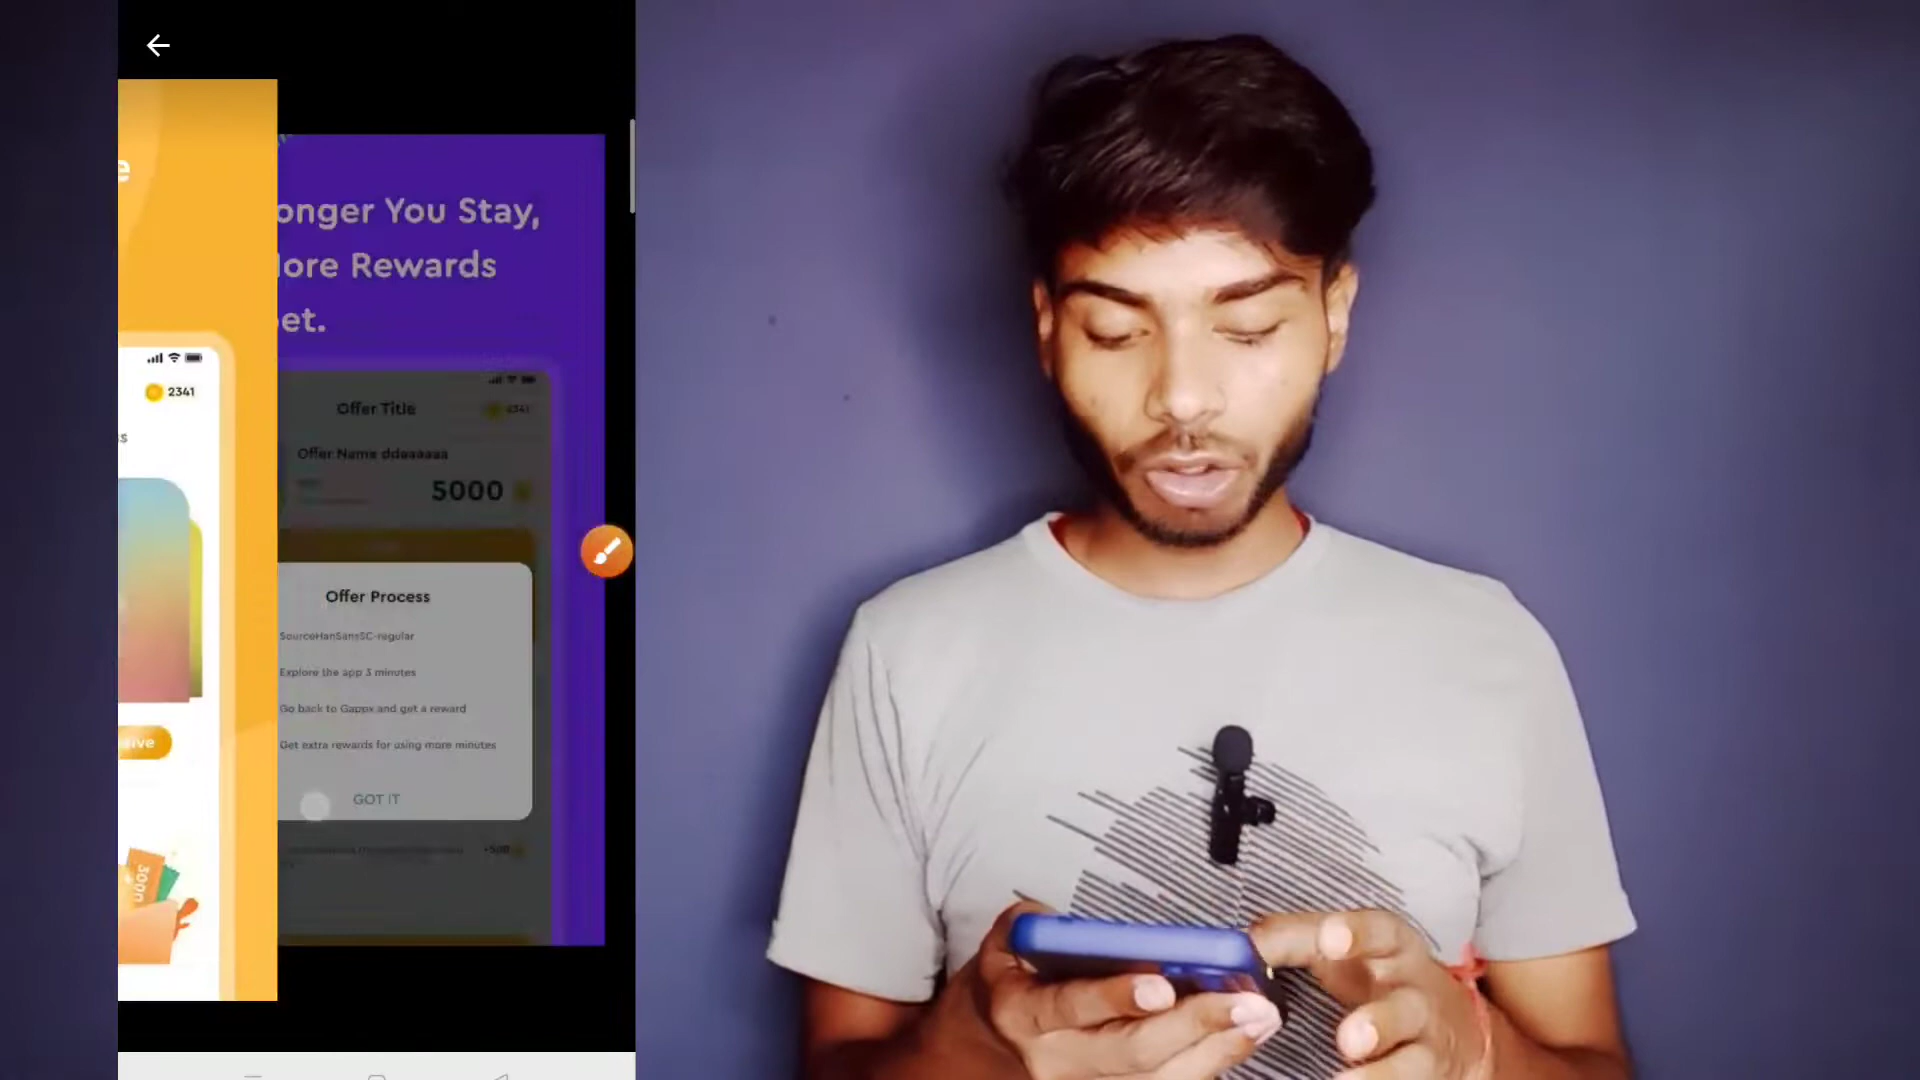 e
2341
onger You Stay,
ore Rewards
et.
Offer Title
2341
Offer Name ddaaaaaa
5000
Offer Process
SourceHanSansSC-regular
Explore the app 3 minutes
Go back to Gappx and get a reward
Get extra rewards for using more minutes
GOT IT
+500